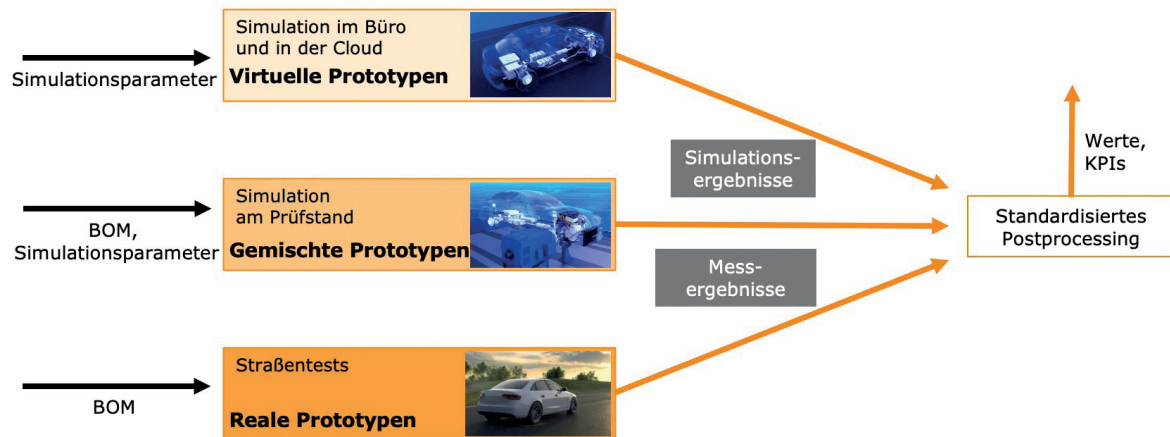 Simulationsparameter
Simulation im Büro
und in der Cloud
Virtuelle Prototypen
BOM,
Simulationsparameter
Simulation
am Prüfstand
Gemischte Prototypen
BOM
Straßentests
Reale Prototypen
Simulations-
ergebnisse
Mess-
ergebnisse
Werte,
KPIs
Standardisiertes
Postprocessing